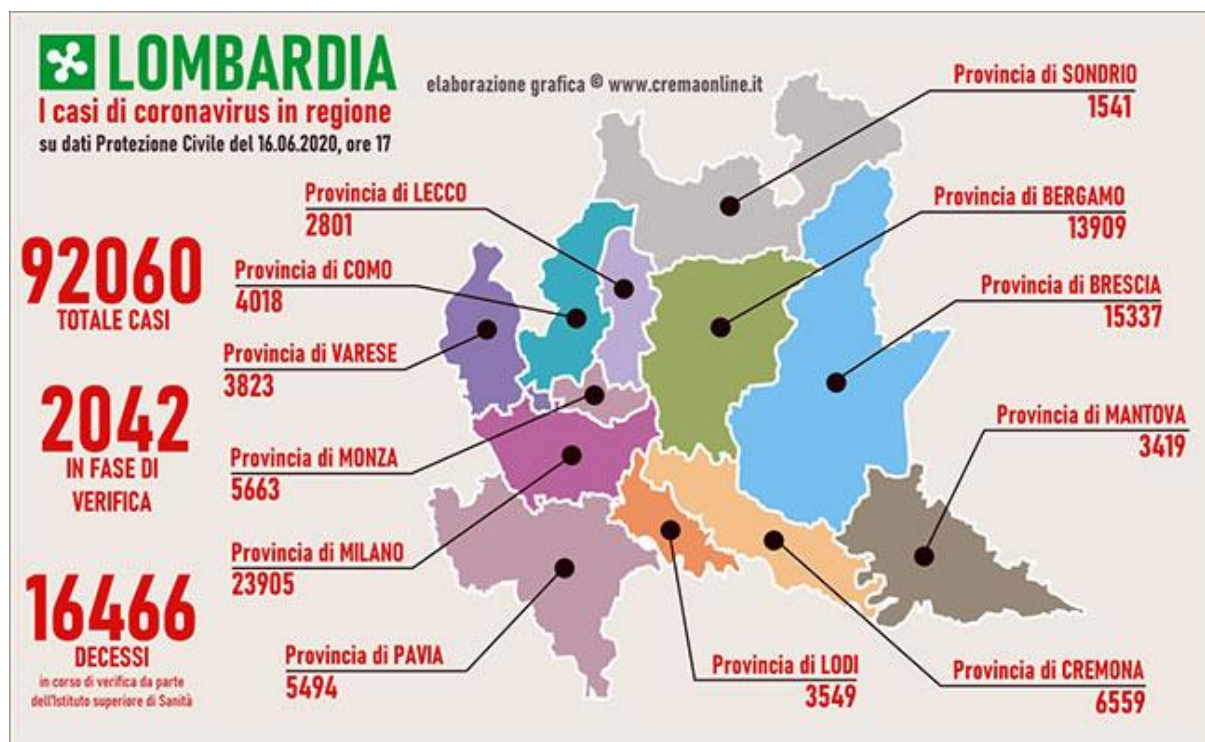 LOMBARDIA
I casi di coronavirus in regione
su dati Protezione Civile del 16.06.2020, ore 17
elaborazione grafica © www.cremaonline.it
Provincia di SONDRIO
1541
Provincia di LECCO
2801
Provincia di BERGAMO
13909
92060
TOTALE CASI
Provincia di COMO
4018
Provincia di BRESCIA
15337
Provincia di VARESE
3823
2042
IN FASE DI
VERIFICA
Provincia di MANTOVA
3419
Provincia di MONZA
5663
Provincia di MILANO
23905
16466
DECESSI
in corso di verifica da parte
dell'Istituto superiore di Sanità
Provincia di PAVIA
5494
Provincia di LODI
3549
Provincia di CREMONA
6559